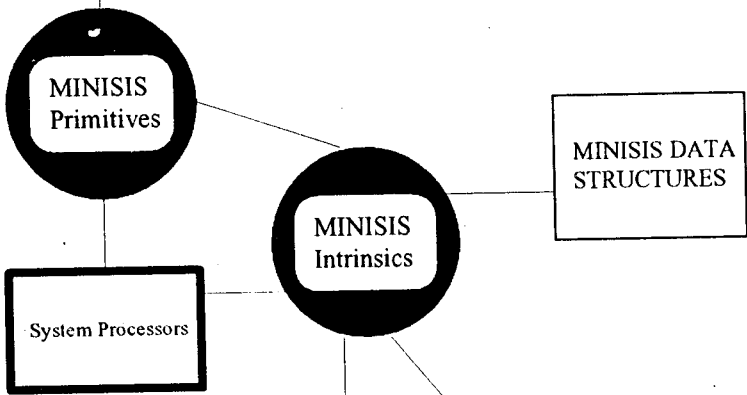 MINISIS
Primitives
MINISIS DATA
STRUCTURES
MINISIS
Intrinsics
System Processors